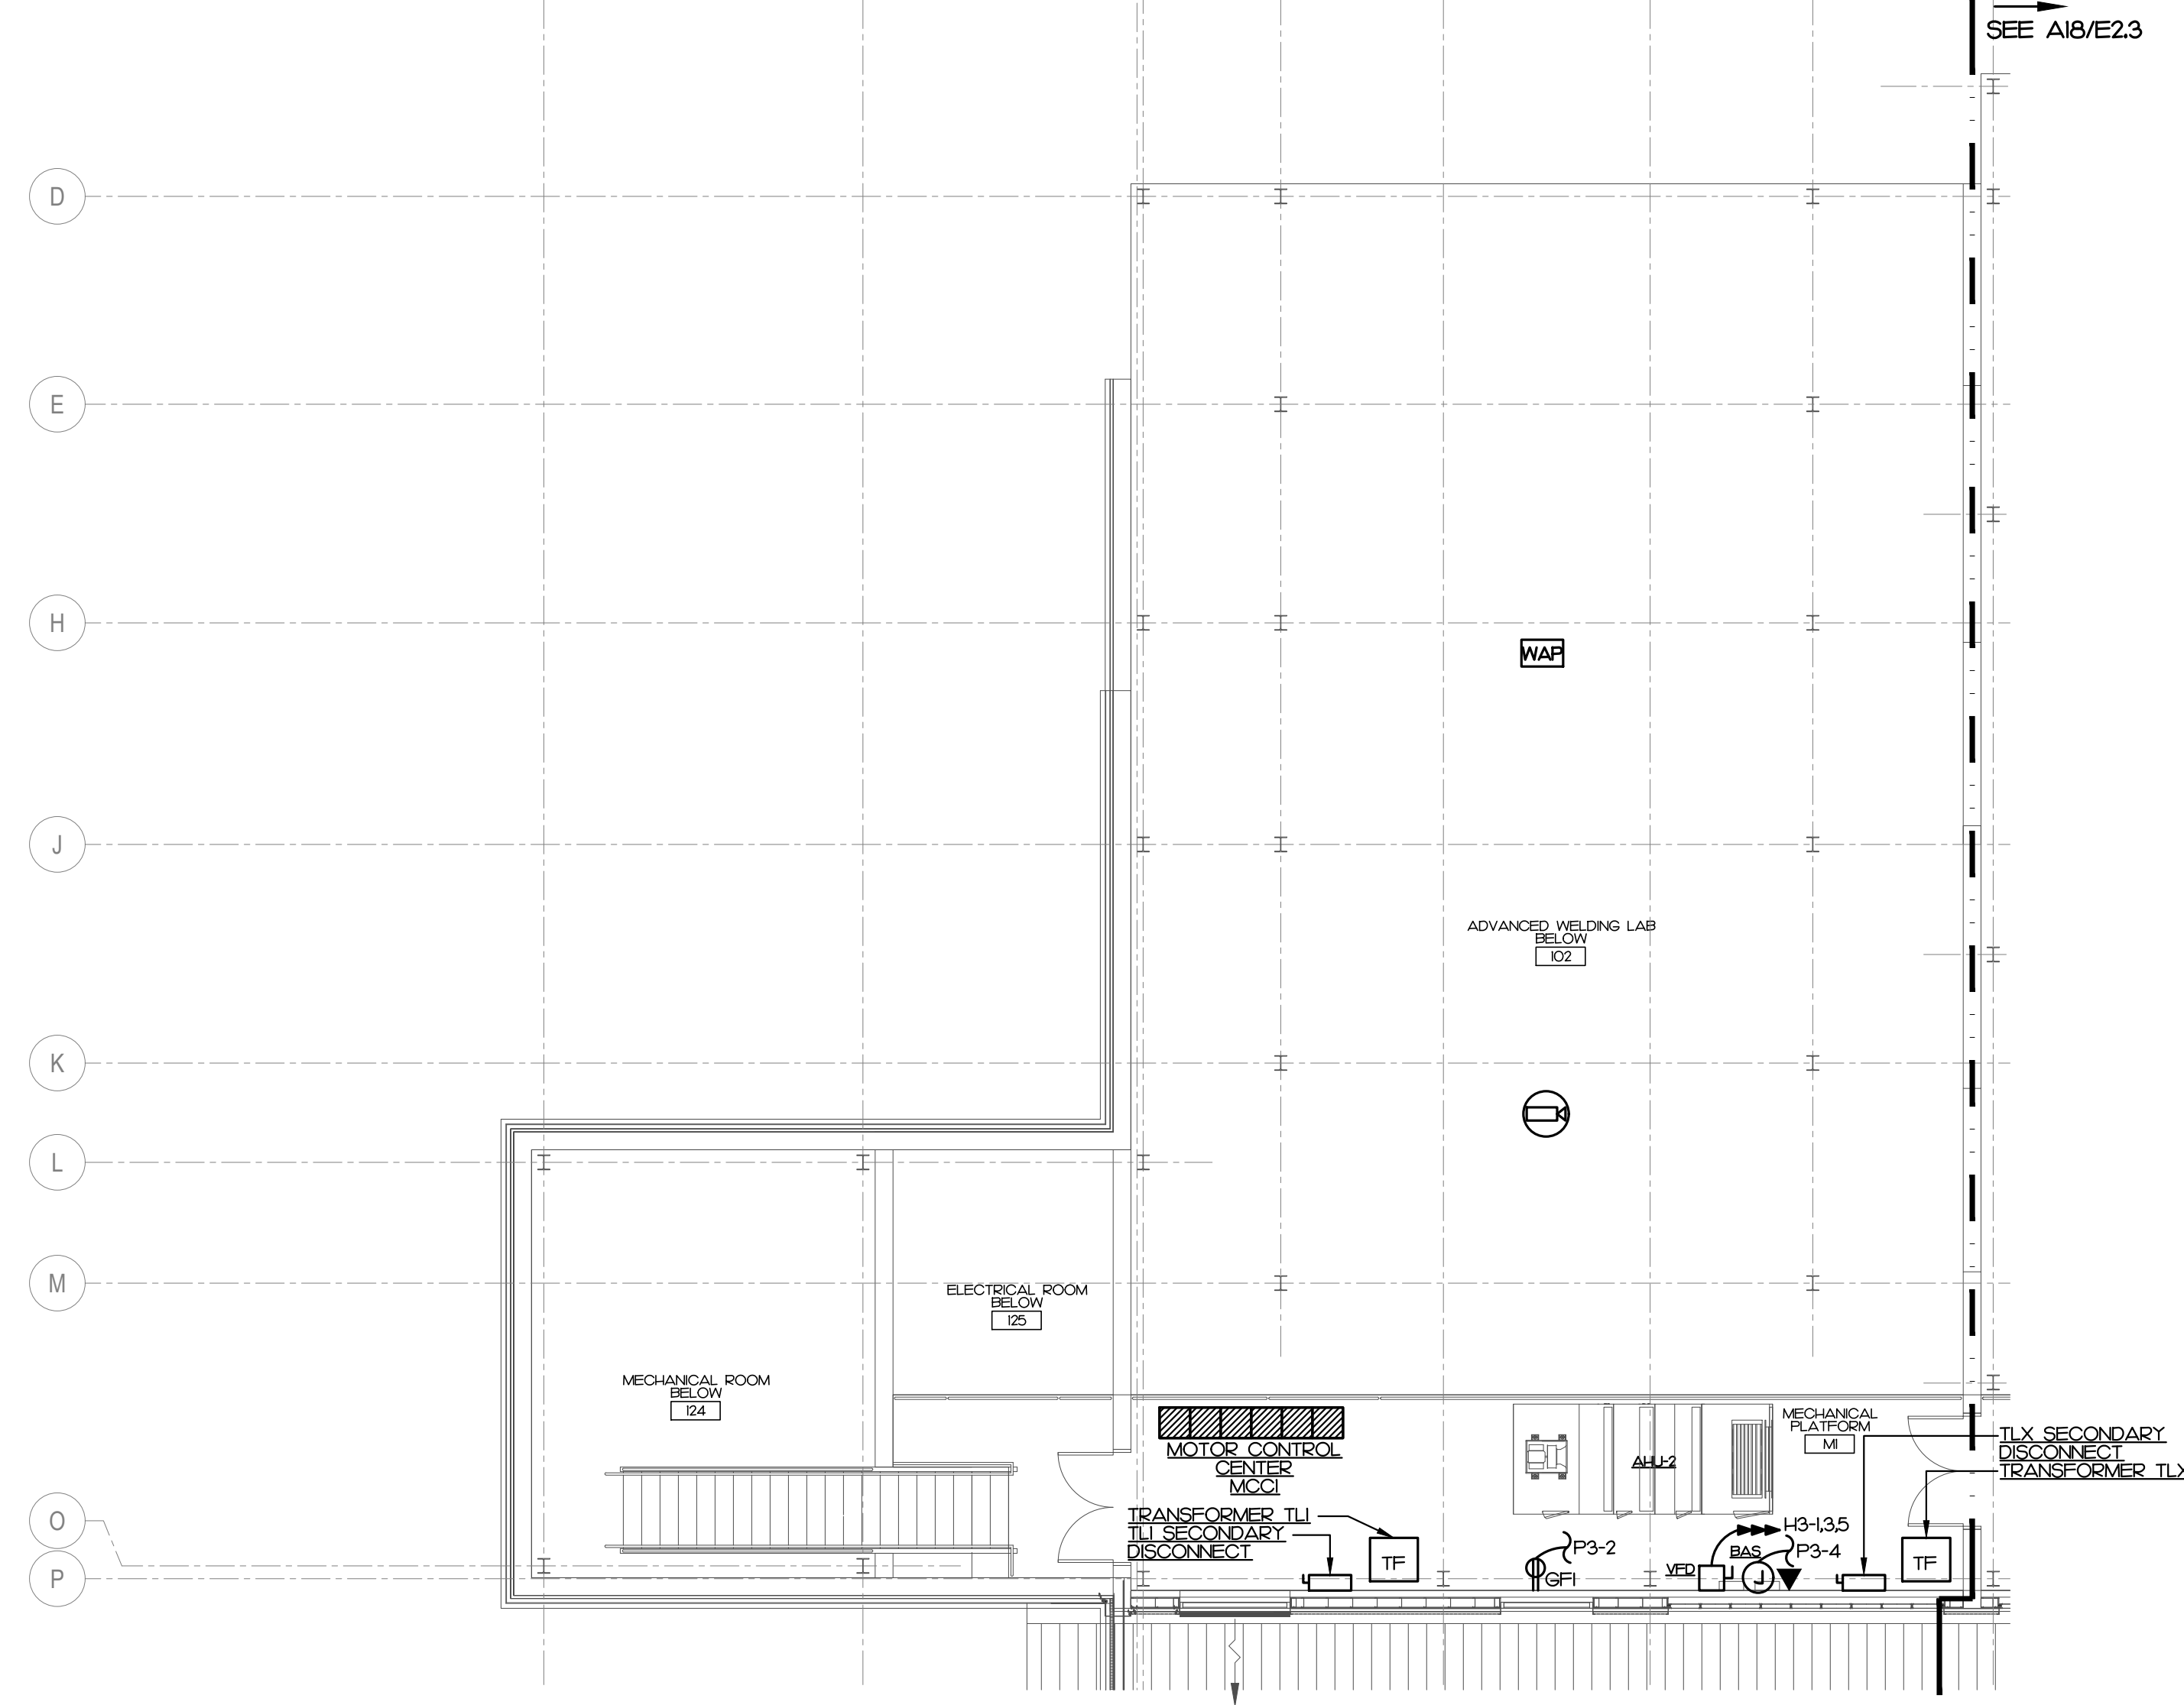 SEE A18/E2.3
D
E
H
WAP
J
ADVANCED WELDING LAB
BELOW
102
K
L
M
ELECTRICAL ROOM
BELOW
125
MECHANICAL ROOM
BELOW
124
MOTOR CONTROL
CENTER
MCC1
AHU-2
MECHANICAL
PLATFORM
M1
TLX SECONDARY
DISCONNECT
TRANSFORMER TLX
TRANSFORMER TL1
TL1 SECONDARY
DISCONNECT
TF
P3-2
GFI
VFD
H3-1,3,5
BAS
P3-4
J
TF
O
P